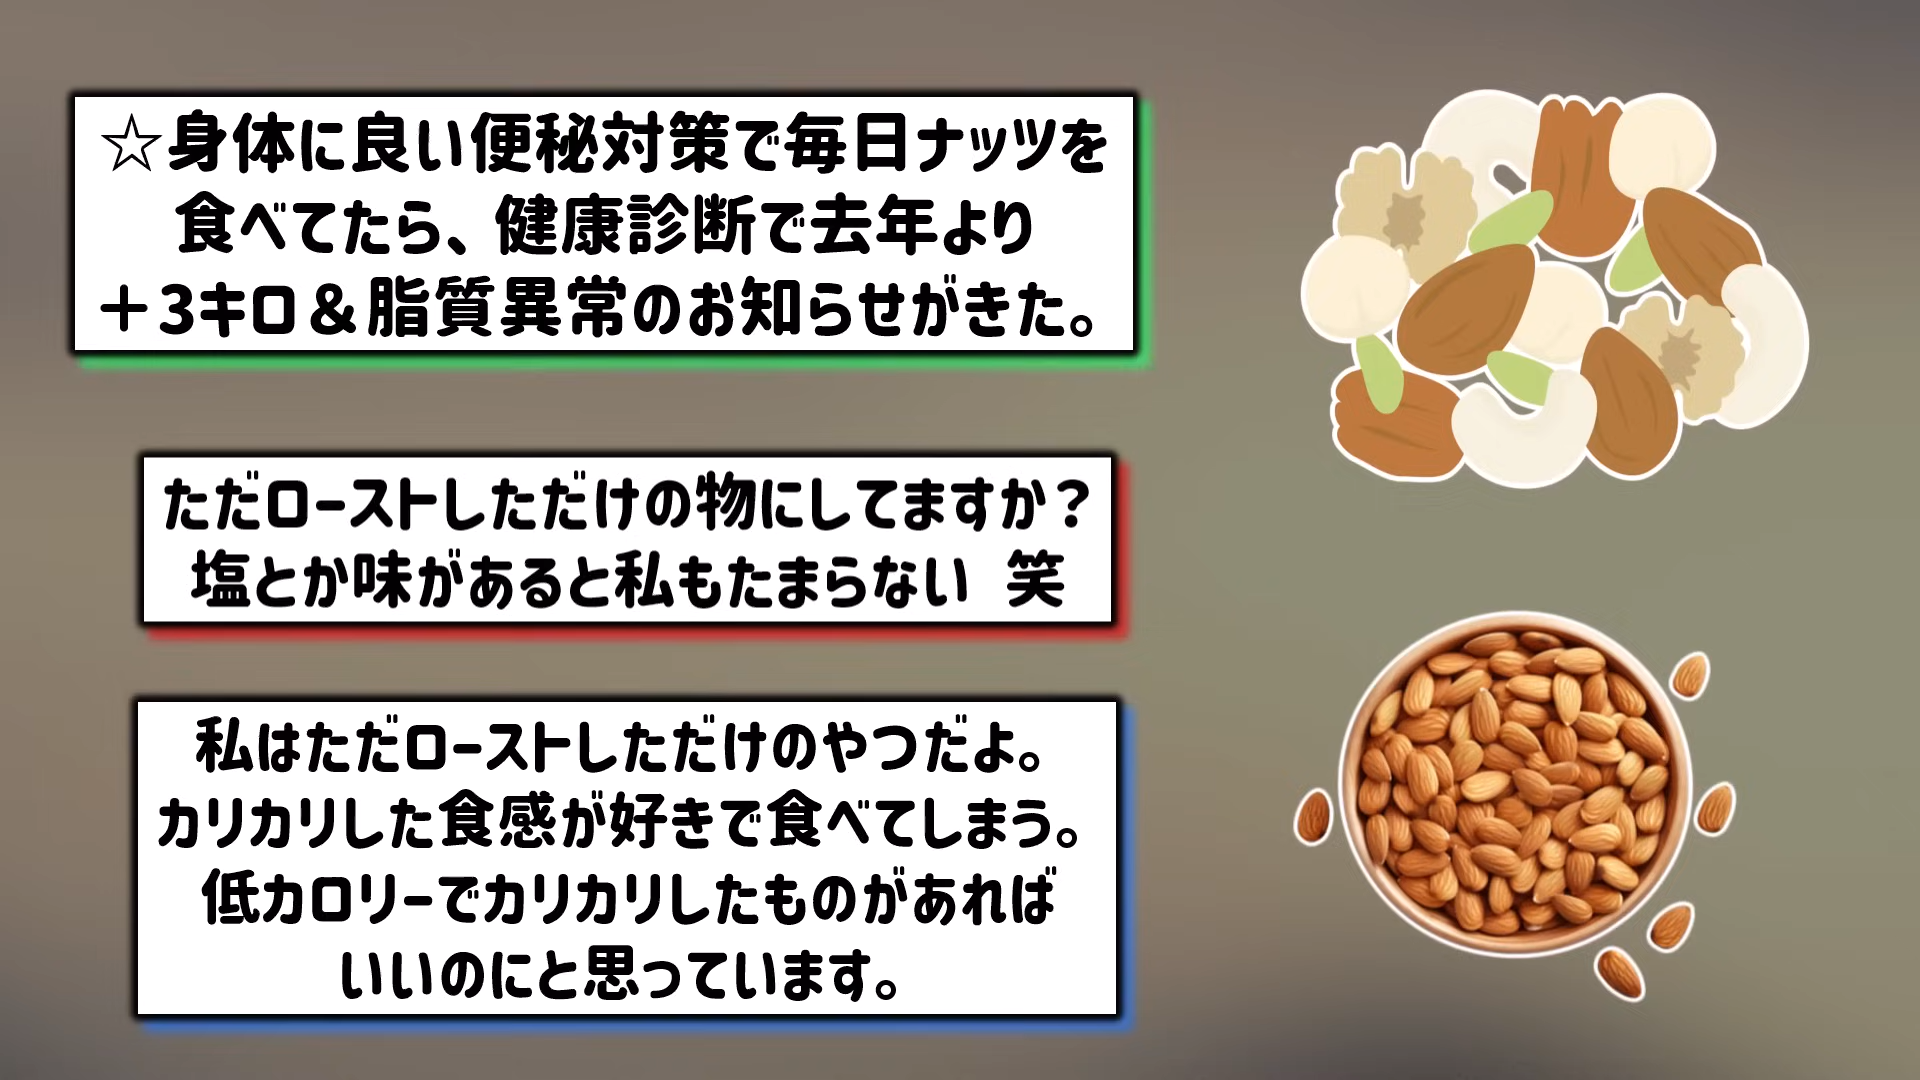 ☆身体に良い便秘対策で毎日ナッツを
食べてたら、健康診断で去年より
＋3キロ＆脂質異常のお知らせがきた。
ただローストしただけの物にしてますか？
塩とか味があると私もたまらない　笑
私はただローストしただけのやつだよ。
カリカリした食感が好きで食べてしまう。
低カロリーでカリカリしたものがあれば
いいのにと思っています。